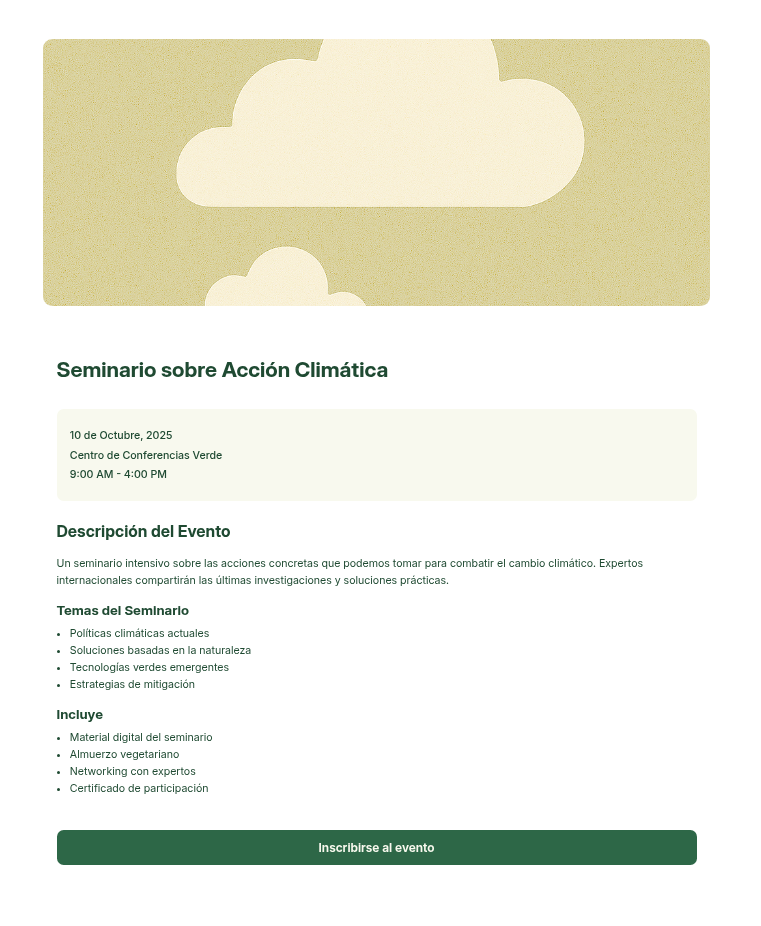 Seminario sobre Acción Climática
10 de Octubre, 2025
Centro de Conferencias Verde
9:00 AM - 4:00 PM
Descripción del Evento
Un seminario intensivo sobre las acciones concretas que podemos tomar para combatir el cambio climático. Expertos
internacionales compartirán las últimas investigaciones y soluciones prácticas.
Temas del Seminario
• Políticas climáticas actuales
• Soluciones basadas en la naturaleza
• Tecnologías verdes emergentes
• Estrategias de mitigación
Incluye
• Material digital del seminario
• Almuerzo vegetariano
• Networking con expertos
• Certificado de participación
Inscribirse al evento